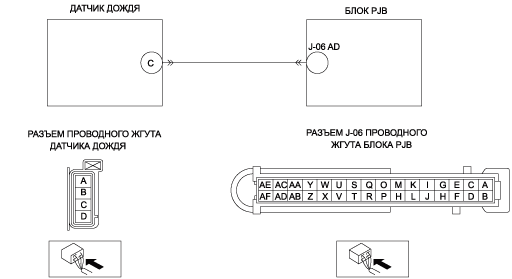 ДАТЧИК ДОЖДЯ
БЛОК PJB
C
J-06 AD
РАЗЪЕМ ПРОВОДНОГО ЖГУТА
ДАТЧИКА ДОЖДЯ
РАЗЪЕМ J-06 ПРОВОДНОГО
ЖГУТА БЛОКА PJB
A
B
C
D
AE AC AA Y W U S Q O M K I G E C A
AF AD AB Z X V T R P H L J H F D B